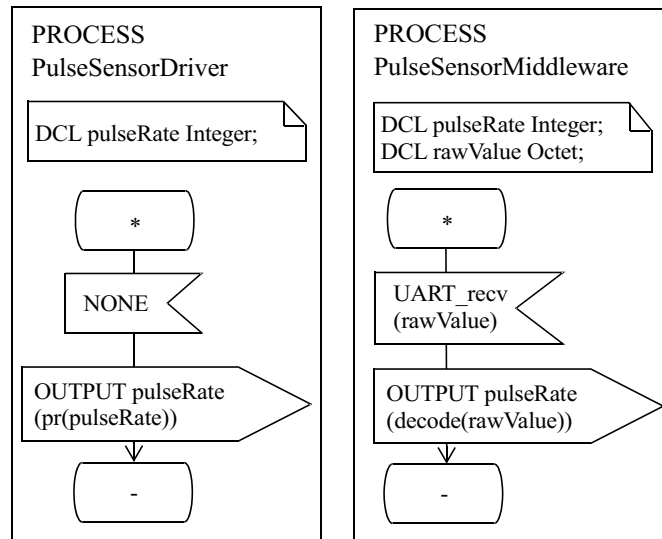 PROCESS
PulseSensorDriver
DCL pulseRate Integer;
*
NONE
OUTPUT pulseRate
(pr(pulseRate))
-
PROCESS
PulseSensorMiddleware
DCL pulseRate Integer;
DCL rawValue Octet;
*
UART_recv
(rawValue)
OUTPUT pulseRate
(decode(rawValue))
-